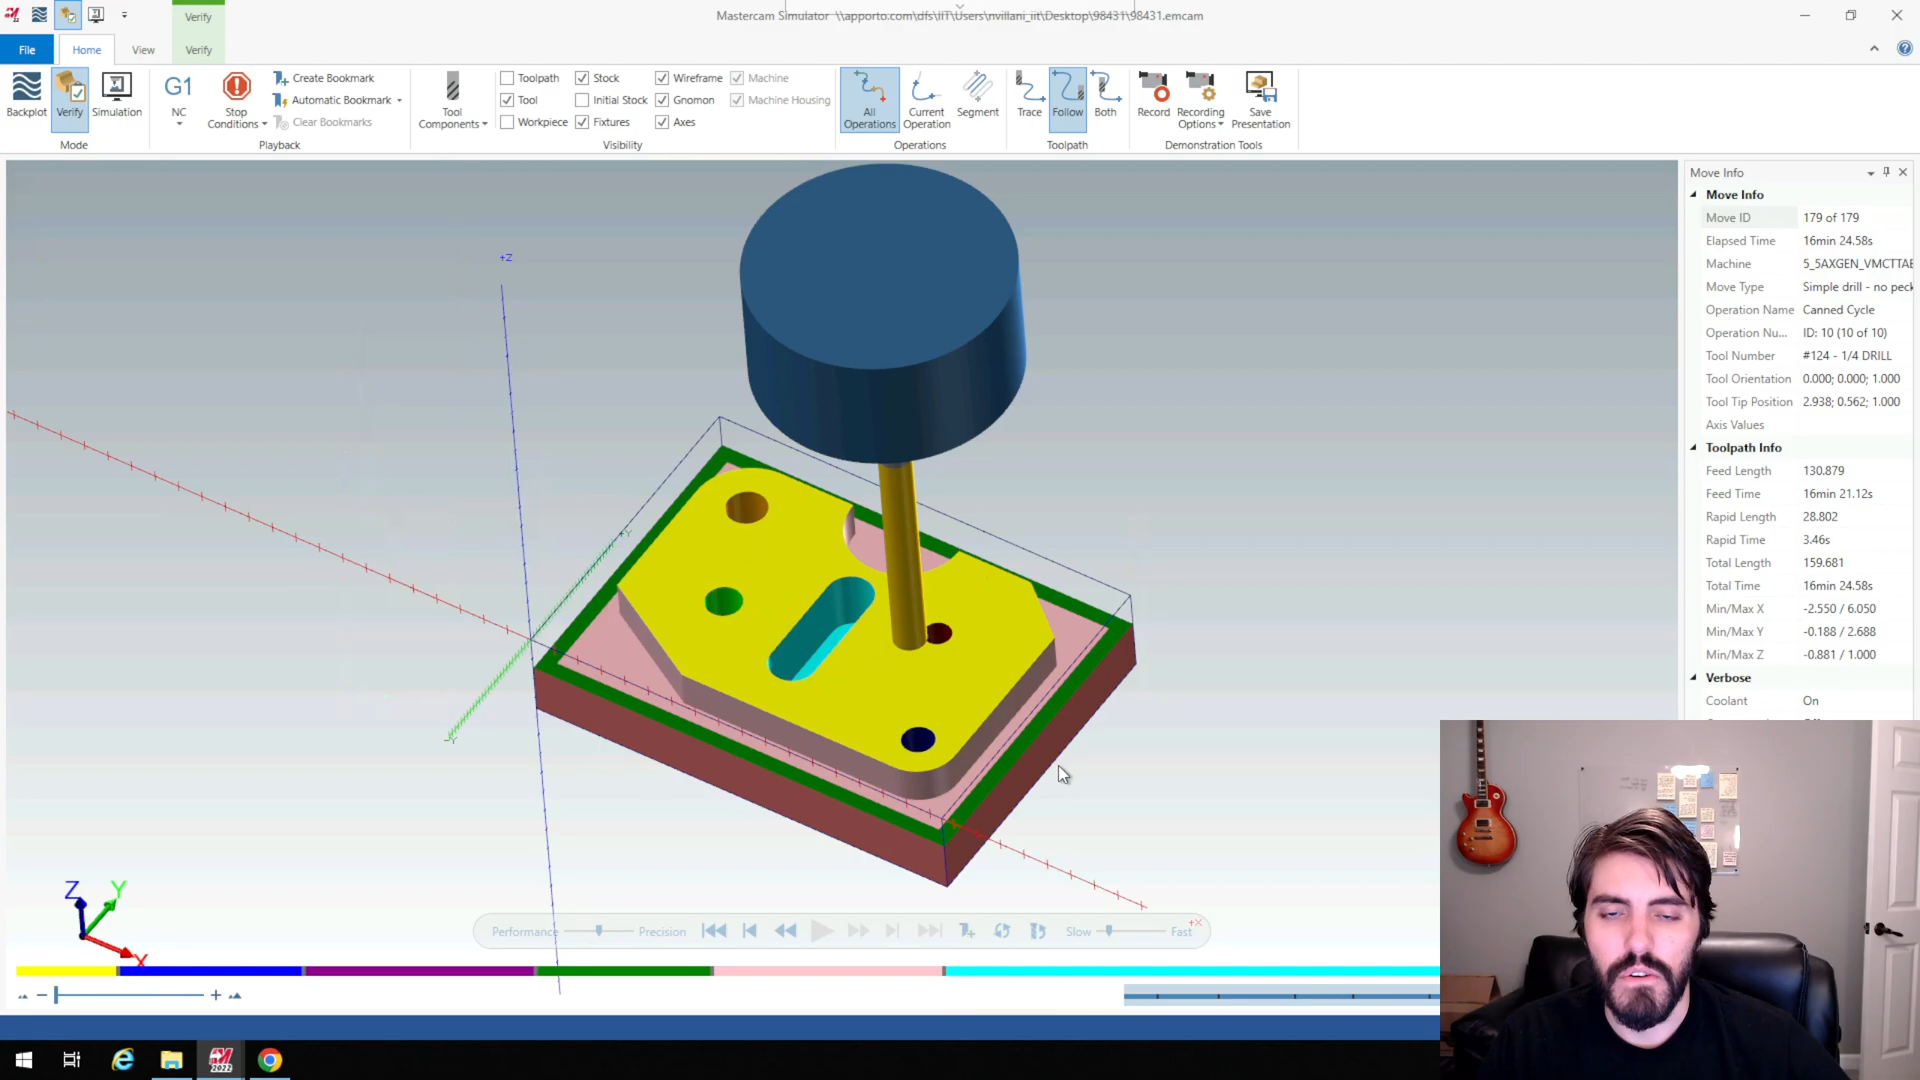 Verify
Mastercam Simulator \\apporto.com\dfs\IIT\Users\nvillani_iit\Desktop\98431\98431.emcam
File
Home
View
Verify
Backplot
Verify
Simulation
Mode
G1
NC
Stop
Conditions
Create Bookmark
Automatic Bookmark
Clear Bookmarks
Playback
Tool
Components
Toolpath
Stock
Wireframe
Machine
Tool
Initial Stock
Gnomon
Machine Housing
Workpiece
Fixtures
Axes
Visibility
All
Operations
Current
Operation
Segment
Operations
Trace
Follow
Both
Toolpath
Record
Recording
Options
Save
Presentation
Demonstration Tools
Move Info
Move Info
Move ID 179 of 179
Elapsed Time 16min 24.58s
Machine 5_5AXGEN_VMCTTAB
Move Type Simple drill - no peck
Operation Name Canned Cycle
Operation Nu... ID: 10 (10 of 10)
Tool Number #124 - 1/4 DRILL
Tool Orientation 0.000; 0.000; 1.000
Tool Tip Position 2.938; 0.562; 1.000
Axis Values
Toolpath Info
Feed Length 130.879
Feed Time 16min 21.12s
Rapid Length 28.802
Rapid Time 3.46s
Total Length 159.681
Total Time 16min 24.58s
Min/Max X -2.550 / 6.050
Min/Max Y -0.188 / 2.688
Min/Max Z -0.881 / 1.000
Verbose
Coolant On
+Z
+Y
-Y
+X
Z
Y
X
Performance
Precision
Slow
Fast
2022